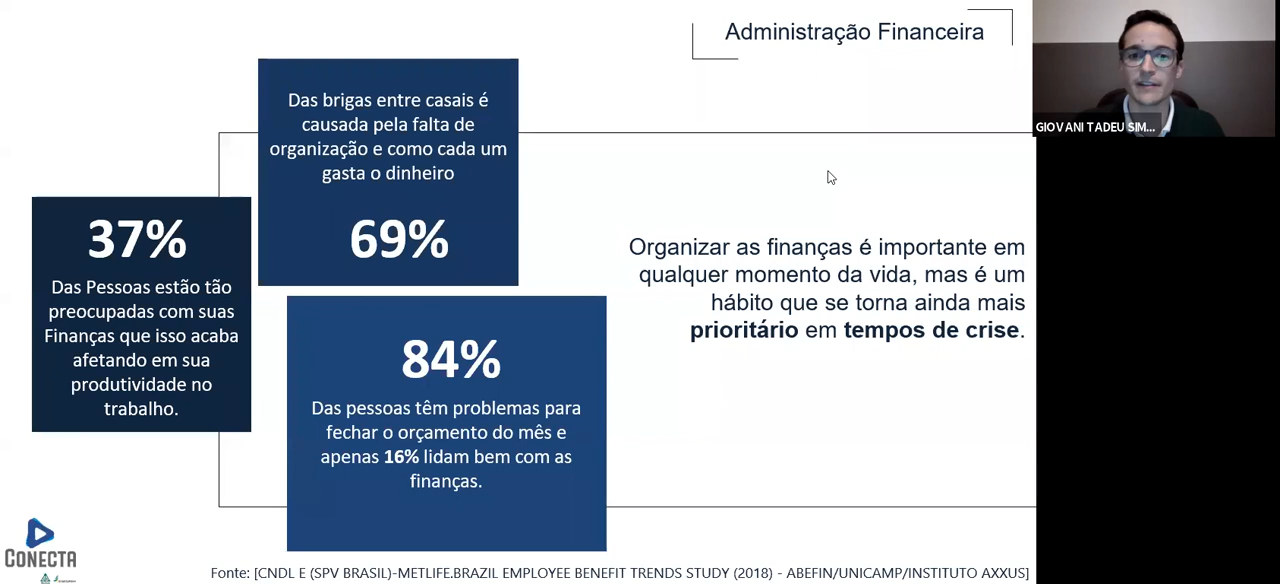 Administração Financeira
GIOVANI TADEU SIM...
Das brigas entre casais é
causada pela falta de
organização e como cada um
gasta o dinheiro
69%
37%
Das Pessoas estão tão
preocupadas com suas
Finanças que isso acaba
afetando em sua
produtividade no
trabalho.
84%
Das pessoas têm problemas para
fechar o orçamento do mês e
apenas 16% lidam bem com as
finanças.
Organizar as finanças é importante em
qualquer momento da vida, mas é um
hábito que se torna ainda mais
prioritário em tempos de crise.
CONECTA
Fonte: [CNDL E (SPV BRASIL)-METLIFE.BRAZIL EMPLOYEE BENEFIT TRENDS STUDY (2018) - ABEFIN/UNICAMP/INSTITUTO AXXUS]